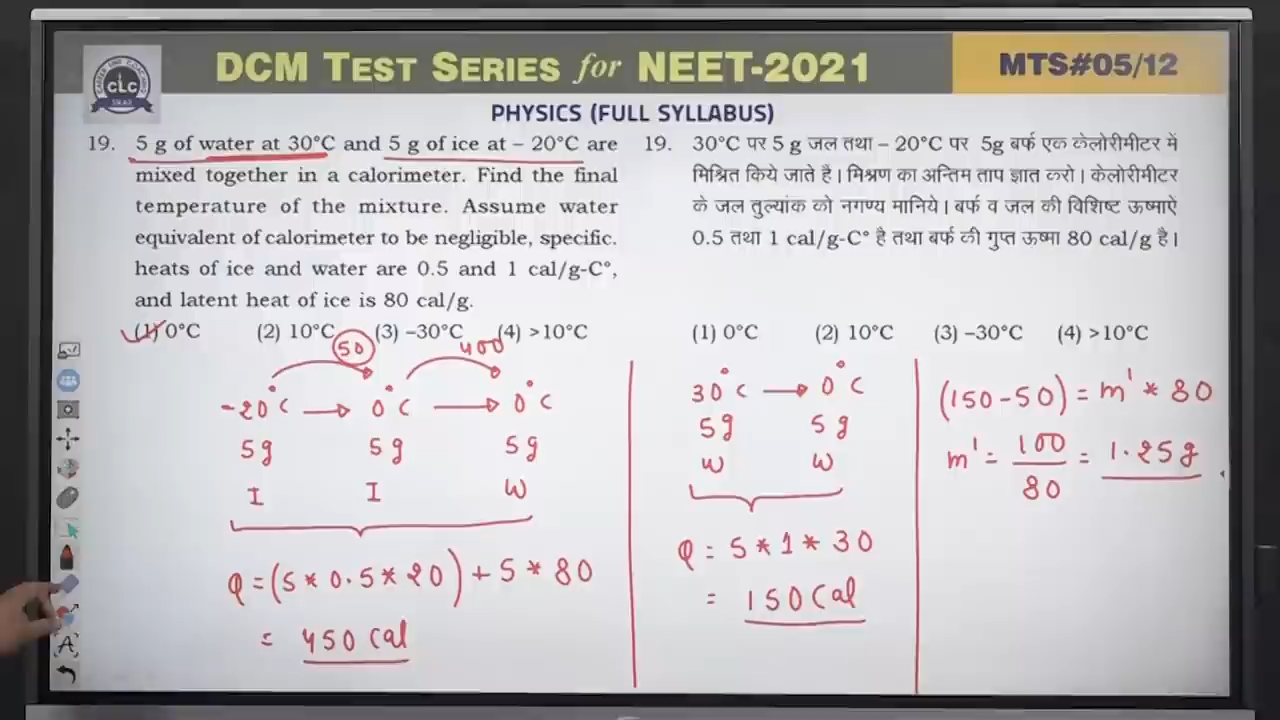 CLC
SIKAR
DCM TEST SERIES for NEET-2021
MTS#05/12
PHYSICS (FULL SYLLABUS)
19. 5 g of water at 30°C and 5 g of ice at – 20°C are
mixed together in a calorimeter. Find the final
temperature of the mixture. Assume water
equivalent of calorimeter to be negligible, specific.
heats of ice and water are 0.5 and 1 cal/g-C°,
and latent heat of ice is 80 cal/g.
(1) 0°C (2) 10°C (3) –30°C (4) >10°C
19. 30°C पर 5 g जल तथा – 20°C पर 5g बर्फ एक केलोरीमीटर में
मिश्रित किये जाते है। मिश्रण का अन्तिम ताप ज्ञात करो। केलोरीमीटर
के जल तुल्यांक को नगण्य मानिये। बर्फ व जल की विशिष्ट ऊष्माऐं
0.5 तथा 1 cal/g-C° है तथा बर्फ की गुप्त ऊष्मा 80 cal/g है।
(1) 0°C (2) 10°C (3) –30°C (4) >10°C
50 400
-20°C → 0°C → 0°C
5g 5g 5g
I I W
Q = (5 * 0.5 * 20) + 5 * 80
= 450 Cal
30°C → 0°C
5g 5g
W W
Q = 5 * 1 * 30
= 150 Cal
(150 - 50) = m' * 80
m' = 100/80 = 1.25g
A